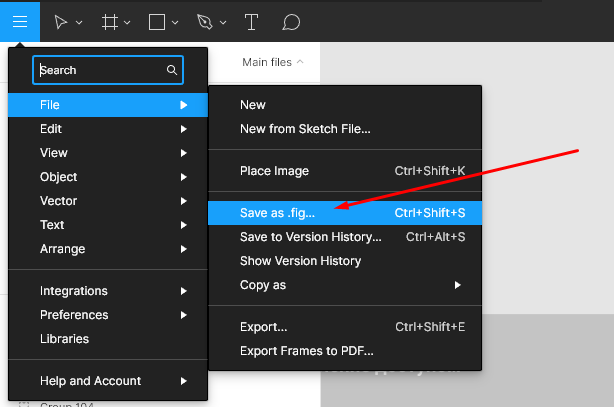 Main files
Search
File
Edit
View
Object
Vector
Text
Arrange
Integrations
Preferences
Libraries
Help and Account
New
New from Sketch File...
Place Image Ctrl+Shift+K
Save as .fig... Ctrl+Shift+S
Save to Version History... Ctrl+Alt+S
Show Version History
Copy as
Export... Ctrl+Shift+E
Export Frames to PDF...
Group 104